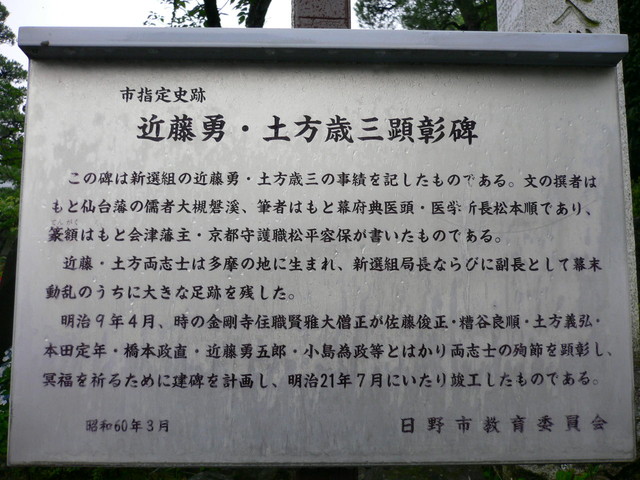 市指定史跡
近藤勇・土方歳三顕彰碑
この碑は新選組の近藤勇・土方歳三の事績を記したものである。文の撰者は
もと仙台藩の儒者大槻磐溪、筆者はもと幕府典医頭・医学所長松本順であり、
篆額はもと会津藩主・京都守護職松平容保が書いたものである。
近藤・土方両志士は多摩の地に生まれ、新選組局長ならびに副長として幕末
動乱のうちに大きな足跡を残した。
明治9年4月、時の金剛寺住職賢雅大僧正が佐藤俊正・糟谷良順・土方義弘・
本田定年・橋本政直・近藤勇五郎・小島為政等とはかり両志士の殉節を顕彰し、
冥福を祈るために建碑を計画し、明治21年7月にいたり竣工したものである。
昭和60年3月
日野市教育委員会